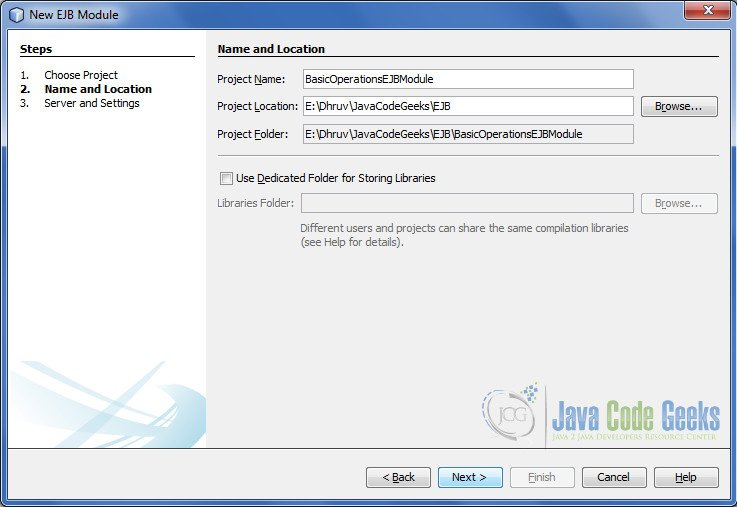 New EJB Module
Steps
1. Choose Project
2. Name and Location
3. Server and Settings
Name and Location
Project Name: BasicOperationsEJBModule
Project Location: E:\Dhruv\JavaCodeGeeks\EJB Browse...
Project Folder: E:\Dhruv\JavaCodeGeeks\EJB\BasicOperationsEJBModule
Use Dedicated Folder for Storing Libraries
Libraries Folder: Browse...
Different users and projects can share the same compilation libraries
(see Help for details).
JCG Java Code Geeks
Java 2 Java Developers Resource Center
< Back Next > Finish Cancel Help